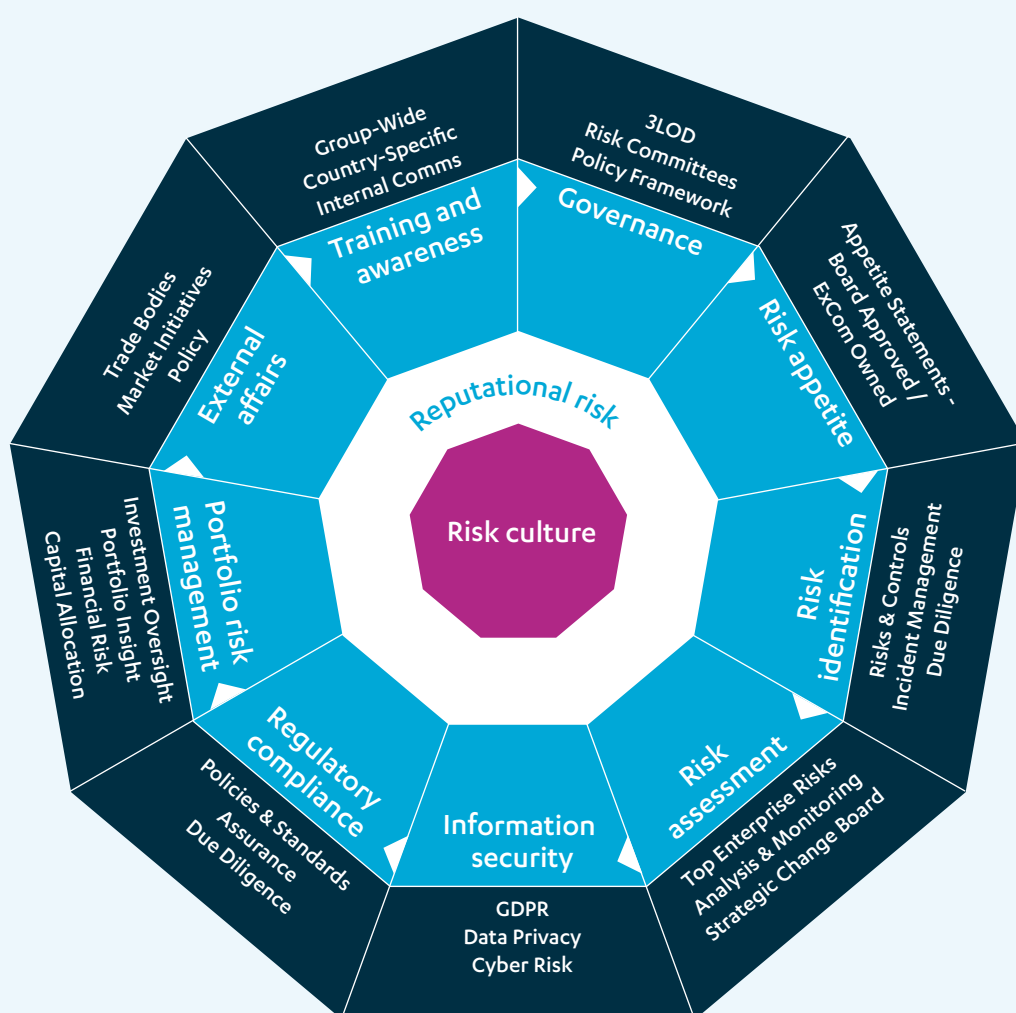 Group-Wide
Country-Specific
Internal Comms
Training and
awareness
3LOD
Risk Committees
Policy Framework
Governance
Appetite Statements -
Board Approved /
ExCom Owned
Risk appetite
Risks & Controls
Incident Management
Due Diligence
Risk
identification
Top Enterprise Risks
Analysis & Monitoring
Strategic Change Board
Risk
assessment
GDPR
Data Privacy
Cyber Risk
Information
security
Policies & Standards
Assurance
Due Diligence
Regulatory
compliance
Investment Oversight
Portfolio Insight
Financial Risk
Capital Allocation
Portfolio risk
management
Trade Bodies
Market Initiatives
Policy
External
affairs
Reputational risk
Risk culture